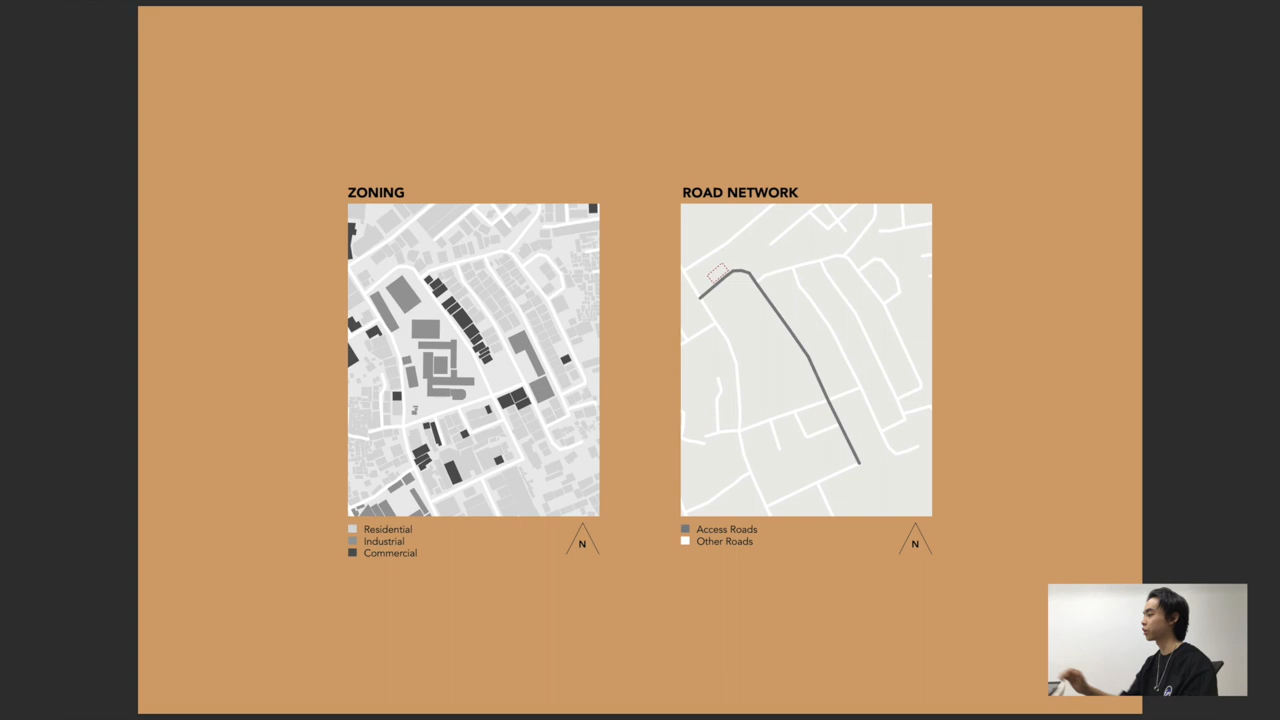 ZONING
Residential
Industrial
Commercial
N
ROAD NETWORK
Access Roads
Other Roads
N